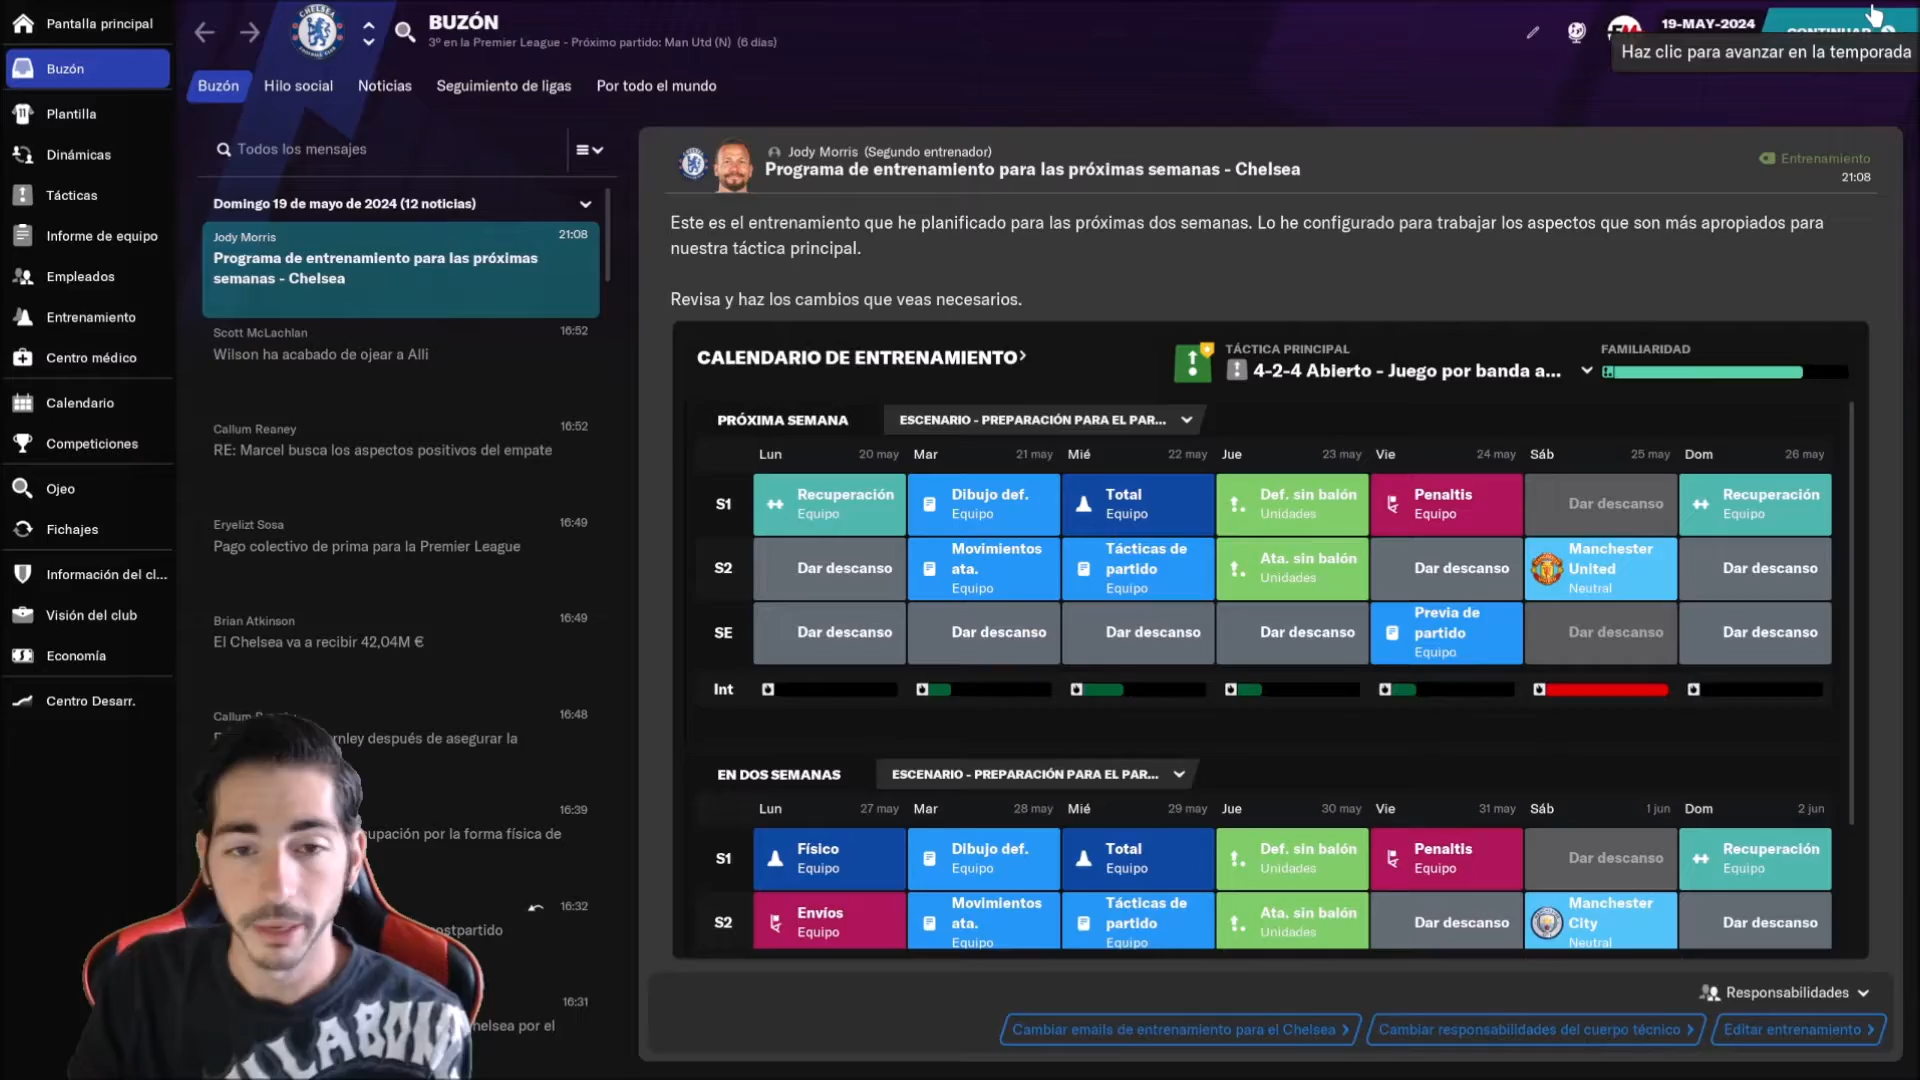 Pantalla principal
Buzón
Plantilla
Dinámicas
Tácticas
Informe de equipo
Empleados
Entrenamiento
Centro médico
Calendario
Competiciones
Ojeo
Fichajes
Información del cl...
Visión del club
Economía
Centro Desarr.
BUZÓN
3º en la Premier League - Próximo partido: Man Utd (N) (6 días)
19-MAY-2024
CONTINUAR
Haz clic para avanzar en la temporada
Buzón
Hilo social
Noticias
Seguimiento de ligas
Por todo el mundo
Todos los mensajes
Domingo 19 de mayo de 2024 (12 noticias)
Jody Morris
21:08
Programa de entrenamiento para las próximas
semanas - Chelsea
Scott McLachlan
16:52
Wilson ha acabado de ojear a Alli
Callum Reaney
16:52
RE: Marcel busca los aspectos positivos del empate
Eryelizt Sosa
16:49
Pago colectivo de prima para la Premier League
Brian Atkinson
16:49
El Chelsea va a recibir 42,04M €
Callum
16:48
después de asegurar la
16:39
por la forma física de
16:32
16:31
por el
Jody Morris (Segundo entrenador)
Programa de entrenamiento para las próximas semanas - Chelsea
Entrenamiento
21:08
Este es el entrenamiento que he planificado para las próximas dos semanas. Lo he configurado para trabajar los aspectos que son más apropiados para
nuestra táctica principal.
Revisa y haz los cambios que veas necesarios.
CALENDARIO DE ENTRENAMIENTO
TÁCTICA PRINCIPAL
4-2-4 Abierto - Juego por banda a...
FAMILIARIDAD
PRÓXIMA SEMANA
ESCENARIO - PREPARACIÓN PARA EL PAR...
Lun 20 may Mar 21 may Mié 22 may Jue 23 may Vie 24 may Sáb 25 may Dom 26 may
S1
Recuperación
Equipo
Dibujo def.
Equipo
Total
Equipo
Def. sin balón
Unidades
Penaltis
Equipo
Dar descanso
Recuperación
Equipo
S2
Dar descanso
Movimientos
ata.
Equipo
Tácticas de
partido
Equipo
Ata. sin balón
Unidades
Dar descanso
Manchester
United
Neutral
Dar descanso
SE
Dar descanso
Dar descanso
Dar descanso
Dar descanso
Previa de
partido
Equipo
Dar descanso
Dar descanso
Int
EN DOS SEMANAS
ESCENARIO - PREPARACIÓN PARA EL PAR...
Lun 27 may Mar 28 may Mié 29 may Jue 30 may Vie 31 may Sáb 1 jun Dom 2 jun
S1
Físico
Equipo
Dibujo def.
Equipo
Total
Equipo
Def. sin balón
Unidades
Penaltis
Equipo
Dar descanso
Recuperación
Equipo
S2
Envíos
Equipo
Movimientos
ata.
Equipo
Tácticas de
partido
Equipo
Ata. sin balón
Unidades
Dar descanso
Manchester
City
Neutral
Dar descanso
Responsabilidades
Cambiar emails de entrenamiento para el Chelsea
Cambiar responsabilidades del cuerpo técnico
Editar entrenamiento